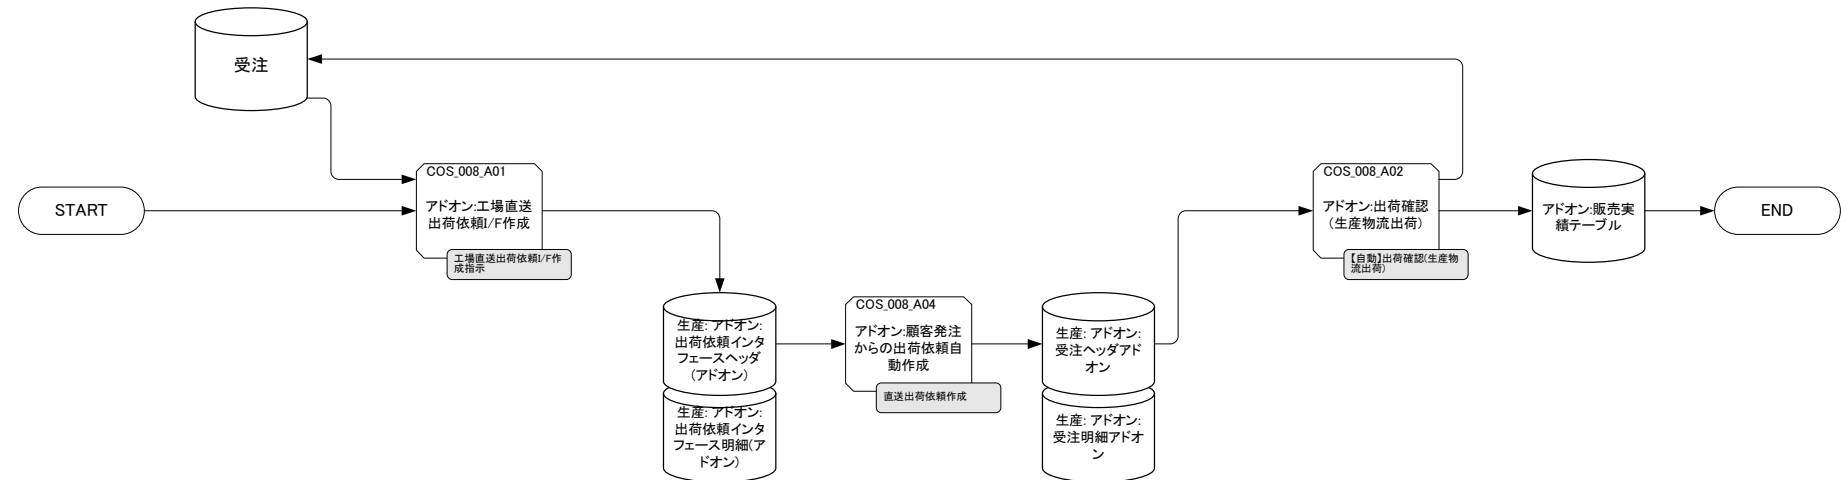 受注
START
COS_008_A01
アドオン:工場直送
出荷依頼I/F作成
工場直送出荷依頼I/F作
成指示
生産: アドオン:
出荷依頼インタ
フェースヘッダ
(アドオン)
生産: アドオン:
出荷依頼インタ
フェース明細(ア
ドオン)
COS_008_A04
アドオン:顧客発注
からの出荷依頼自
動作成
直送出荷依頼作成
生産: アドオン:
受注ヘッダアド
オン
生産: アドオン:
受注明細アドオ
ン
COS_008_A02
アドオン:出荷確認
(生産物流出荷)
【自動】出荷確認(生産物
流出荷)
アドオン:販売実
績テーブル
END